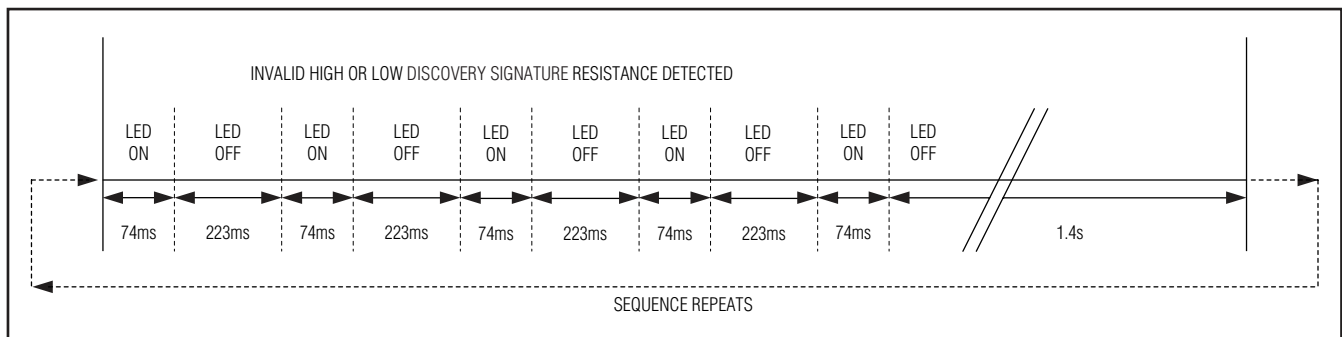 INVALID HIGH OR LOW DISCOVERY SIGNATURE RESISTANCE DETECTED
LED ON
LED OFF
LED ON
LED OFF
LED ON
LED OFF
LED ON
LED OFF
LED ON
LED OFF
74ms 223ms 74ms 223ms 74ms 223ms 74ms 223ms 74ms 1.4s
SEQUENCE REPEATS